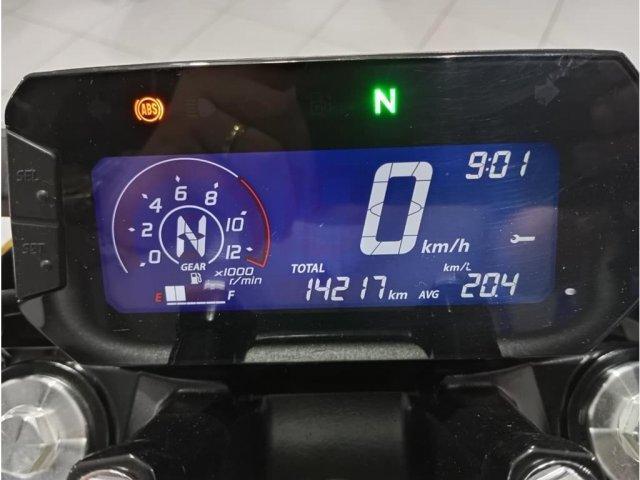 ABS
N
SEL
SET
9:01
0 km/h
0 2 4 6 8 10 12
N
GEAR
x1000
r/min
E F
TOTAL
14217 km
km/L
AVG 20.4